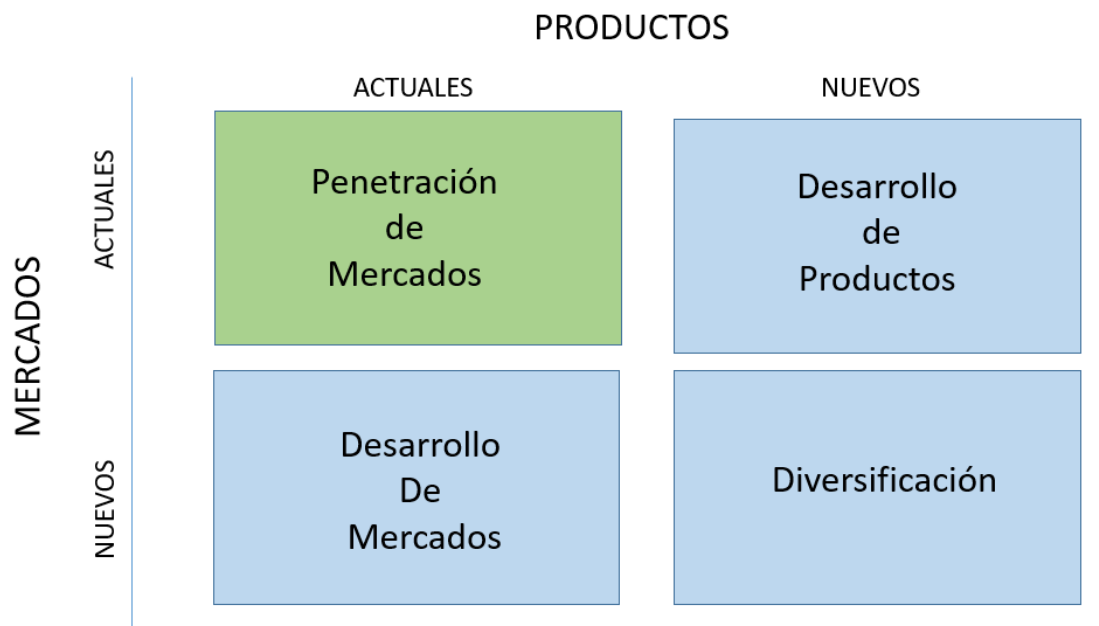 PRODUCTOS
ACTUALES
NUEVOS
MERCADOS
ACTUALES
Penetración
de
Mercados
Desarrollo
de
Productos
NUEVOS
Desarrollo
De
Mercados
Diversificación